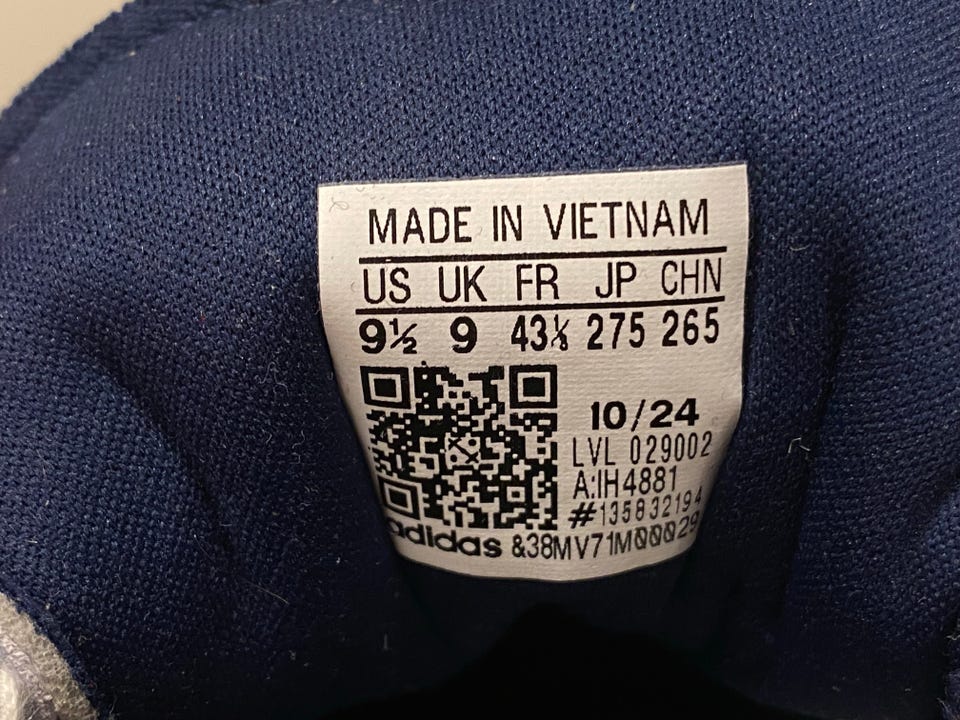 MADE IN VIETNAM
US UK FR JP CHN
9½ 9 43⅓ 275 265
10/24
LVL 029002
A:IH4881
#135832194
adidas &38MV71M00029